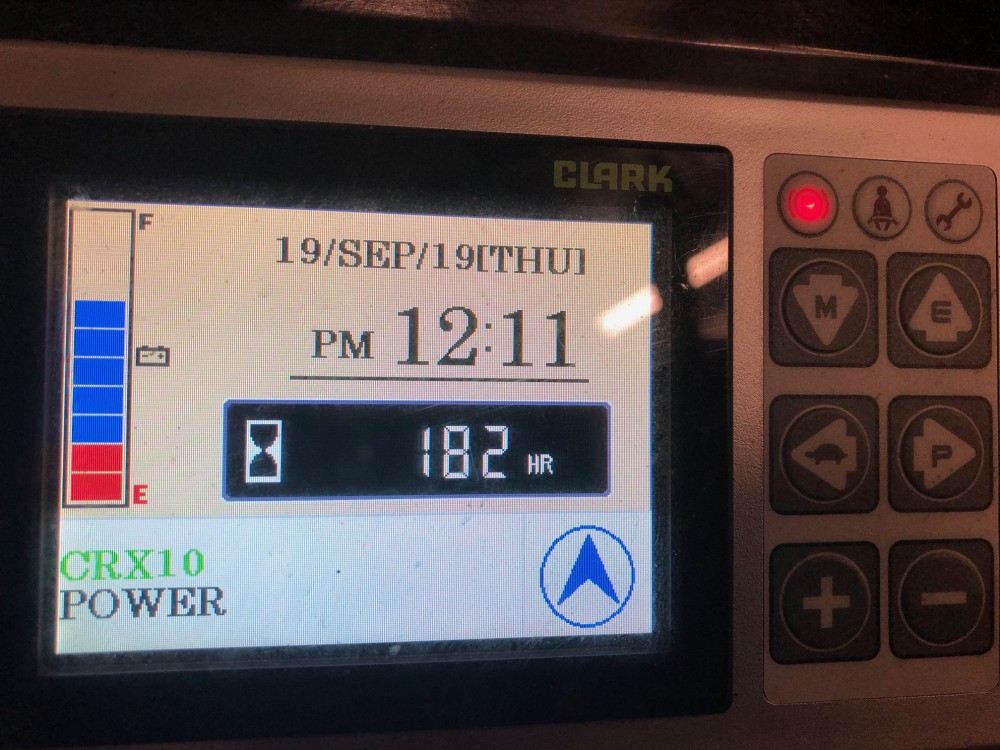 CLARK
F
19/SEP/19[THU]
PM 12:11
182 HR
E
CRX10
POWER
M
E
P
+
−